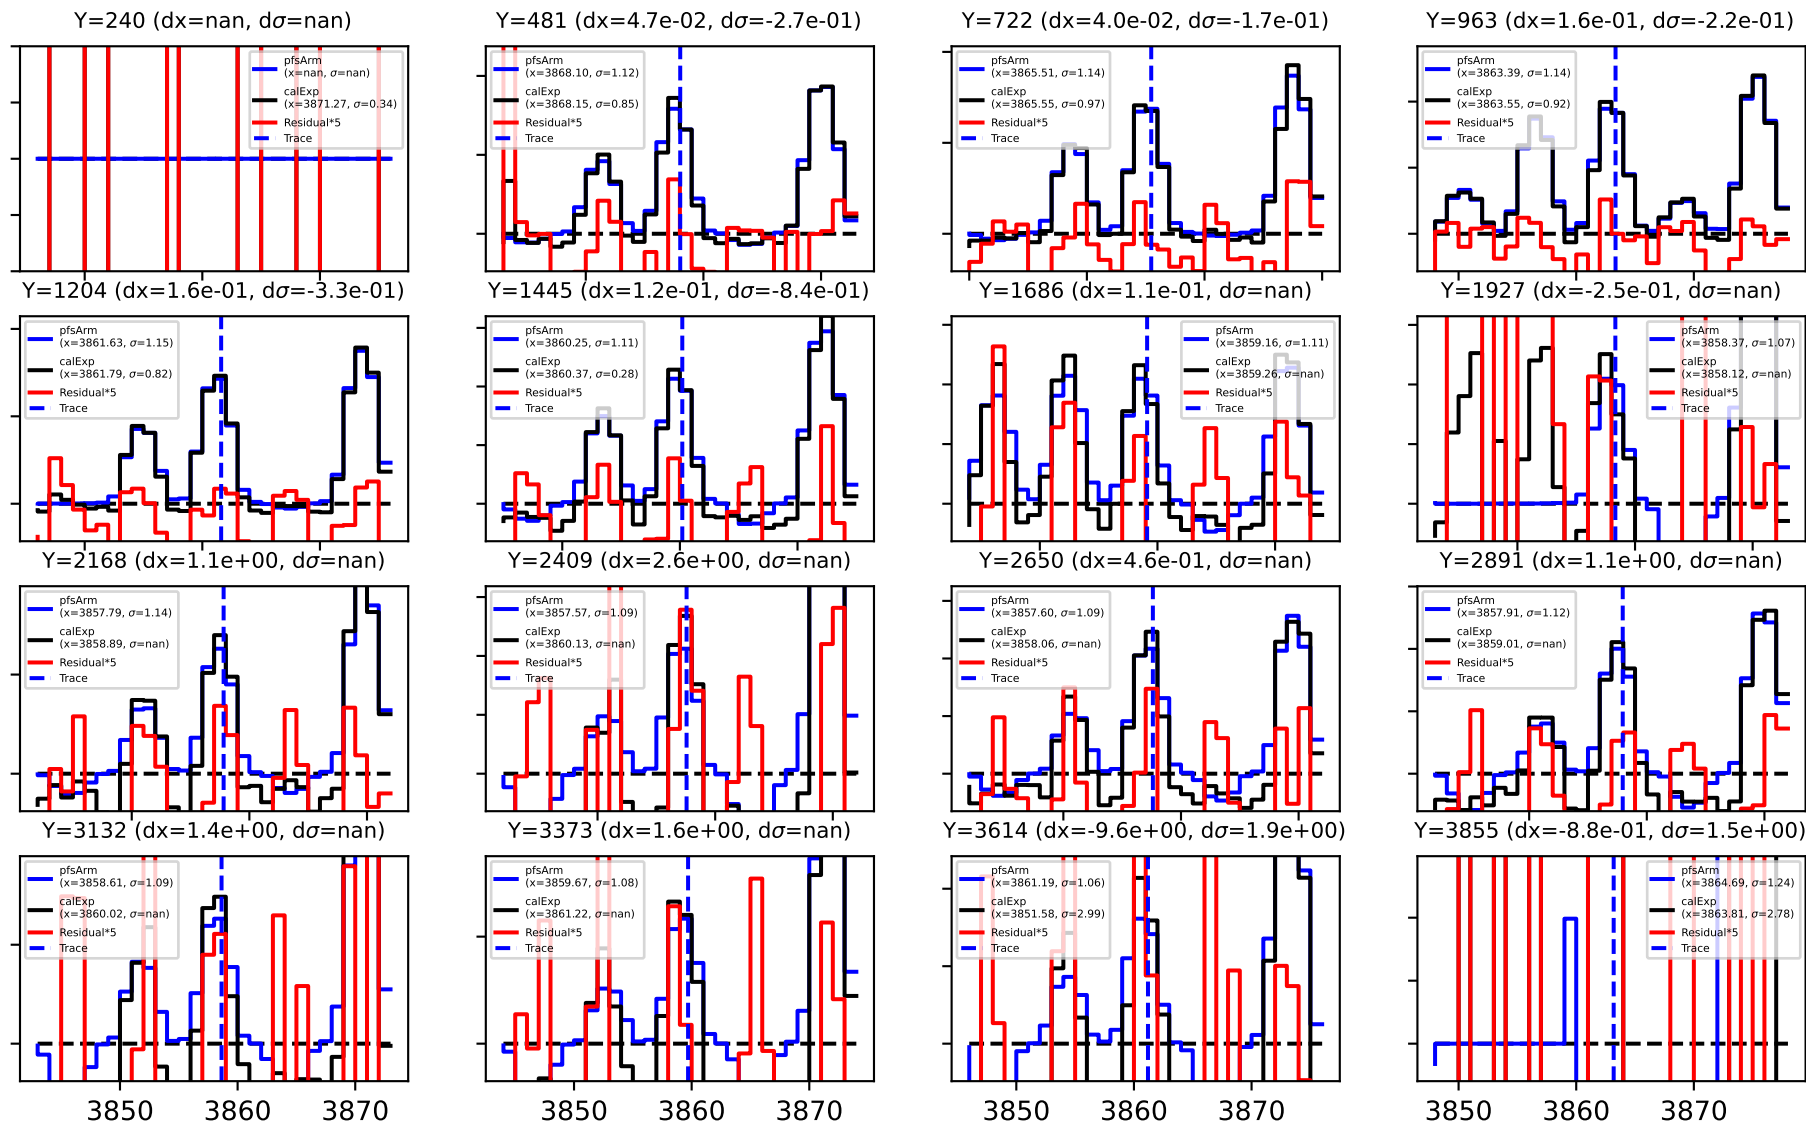 Y=240 (dx=nan, dσ=nan)
pfsArm
(x=nan, σ=nan)
calExp
(x=3871.27, σ=0.34)
Residual*5
Trace
Y=481 (dx=4.7e-02, dσ=-2.7e-01)
pfsArm
(x=3868.10, σ=1.12)
calExp
(x=3868.15, σ=0.85)
Residual*5
Trace
Y=722 (dx=4.0e-02, dσ=-1.7e-01)
pfsArm
(x=3865.51, σ=1.14)
calExp
(x=3865.55, σ=0.97)
Residual*5
Trace
Y=963 (dx=1.6e-01, dσ=-2.2e-01)
pfsArm
(x=3863.39, σ=1.14)
calExp
(x=3863.55, σ=0.92)
Residual*5
Trace
Y=1204 (dx=1.6e-01, dσ=-3.3e-01)
pfsArm
(x=3861.63, σ=1.15)
calExp
(x=3861.79, σ=0.82)
Residual*5
Trace
Y=1445 (dx=1.2e-01, dσ=-8.4e-01)
pfsArm
(x=3860.25, σ=1.11)
calExp
(x=3860.37, σ=0.28)
Residual*5
Trace
Y=1686 (dx=1.1e-01, dσ=nan)
pfsArm
(x=3859.16, σ=1.11)
calExp
(x=3859.26, σ=nan)
Residual*5
Trace
Y=1927 (dx=-2.5e-01, dσ=nan)
pfsArm
(x=3858.37, σ=1.07)
calExp
(x=3858.12, σ=nan)
Residual*5
Trace
Y=2168 (dx=1.1e+00, dσ=nan)
pfsArm
(x=3857.79, σ=1.14)
calExp
(x=3858.89, σ=nan)
Residual*5
Trace
Y=2409 (dx=2.6e+00, dσ=nan)
pfsArm
(x=3857.57, σ=1.09)
calExp
(x=3860.13, σ=nan)
Residual*5
Trace
Y=2650 (dx=4.6e-01, dσ=nan)
pfsArm
(x=3857.60, σ=1.09)
calExp
(x=3858.06, σ=nan)
Residual*5
Trace
Y=2891 (dx=1.1e+00, dσ=nan)
pfsArm
(x=3857.91, σ=1.12)
calExp
(x=3859.01, σ=nan)
Residual*5
Trace
Y=3132 (dx=1.4e+00, dσ=nan)
pfsArm
(x=3858.61, σ=1.09)
calExp
(x=3860.02, σ=nan)
Residual*5
Trace
Y=3373 (dx=1.6e+00, dσ=nan)
pfsArm
(x=3859.67, σ=1.08)
calExp
(x=3861.22, σ=nan)
Residual*5
Trace
Y=3614 (dx=-9.6e+00, dσ=1.9e+00)
pfsArm
(x=3861.19, σ=1.06)
calExp
(x=3851.58, σ=2.99)
Residual*5
Trace
Y=3855 (dx=-8.8e-01, dσ=1.5e+00)
pfsArm
(x=3864.69, σ=1.24)
calExp
(x=3863.81, σ=2.78)
Residual*5
Trace
3850 3860 3870
3850 3860 3870
3850 3860 3870
3850 3860 3870